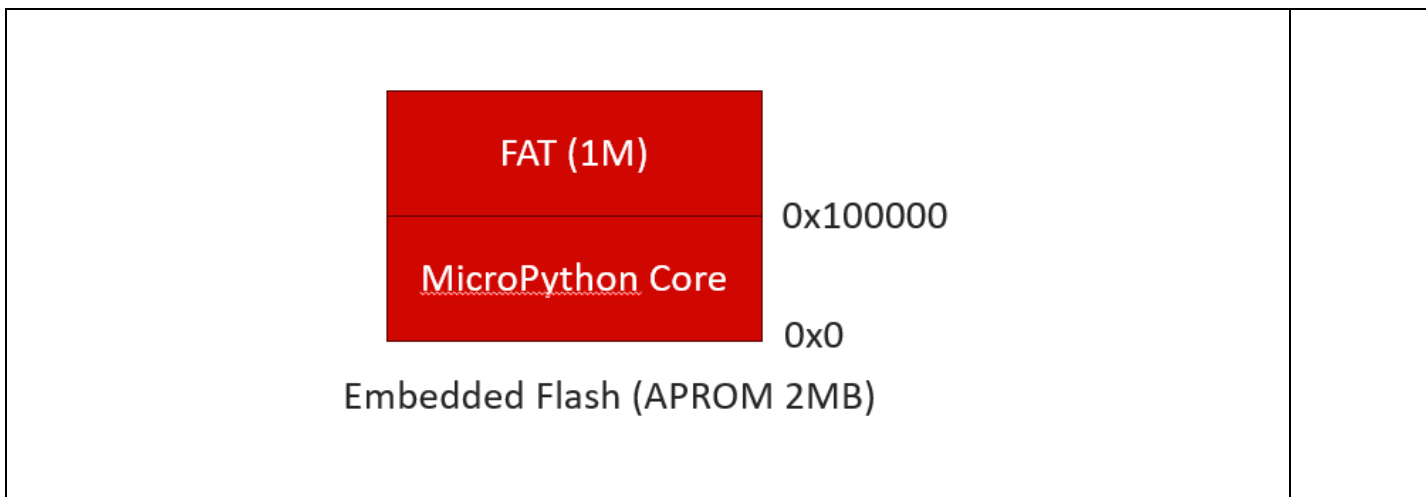 FAT (1M)
0x100000
MicroPython Core
0x0
Embedded Flash (APROM 2MB)